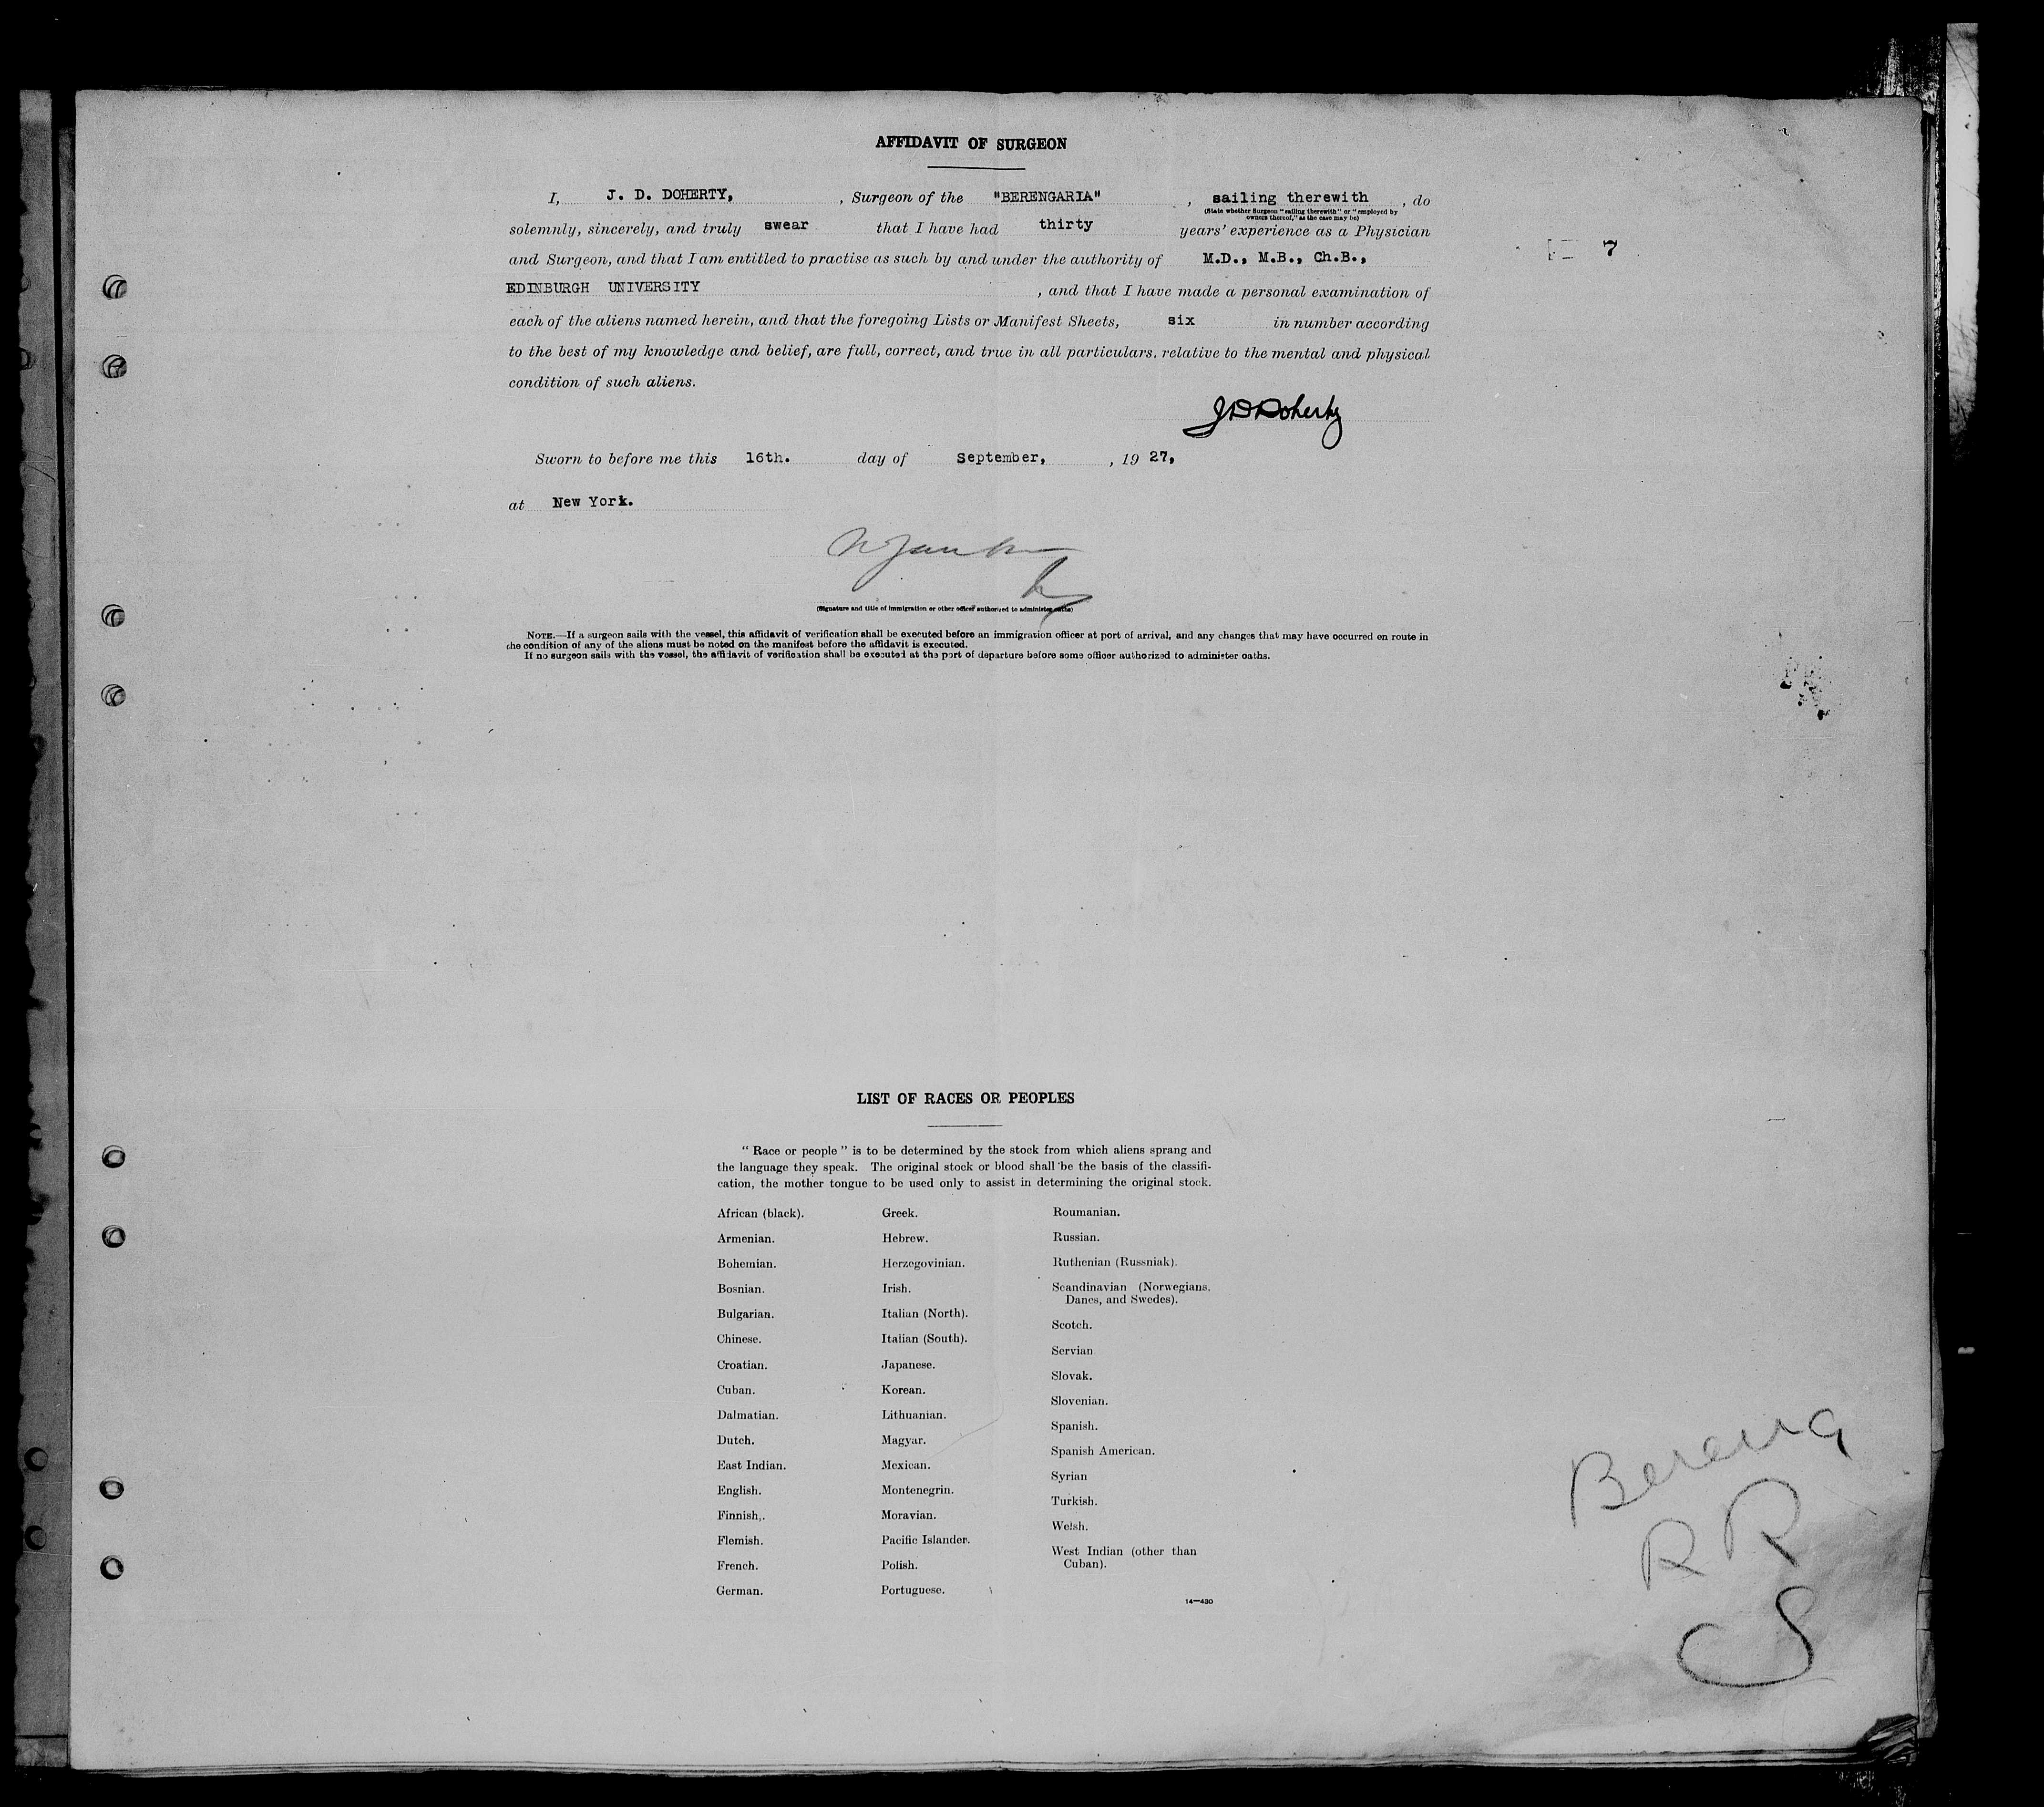 AFFIDAVIT OF SURGEON
I, J. D. DOHERTY, , Surgeon of the "BERENGARIA" , sailing therewith , do
(State whether Surgeon "sailing therewith" or "employed by
owners thereof," as the case may be)
solemnly, sincerely, and truly swear that I have had thirty years' experience as a Physician
and Surgeon, and that I am entitled to practise as such by and under the authority of M.D., M.B., Ch.B.,
7
EDINBURGH UNIVERSITY , and that I have made a personal examination of
each of the aliens named herein, and that the foregoing Lists or Manifest Sheets, six in number according
to the best of my knowledge and belief, are full, correct, and true in all particulars. relative to the mental and physical
condition of such aliens.
J D Doherty
Sworn to before me this 16th. day of September, , 19 27,
at New York.
(Signature and title of immigration or other officer authorized to administer oaths)
NOTE.—If a surgeon sails with the vessel, this affidavit of verification shall be executed before an immigration officer at port of arrival, and any changes that may have occurred en route in
the condition of any of the aliens must be noted on the manifest before the affidavit is executed.
If no surgeon sails with the vessel, the affidavit of verification shall be executed at the port of departure before some officer authorized to administer oaths.
LIST OF RACES OR PEOPLES
" Race or people " is to be determined by the stock from which aliens sprang and
the language they speak. The original stock or blood shall be the basis of the classifi-
cation, the mother tongue to be used only to assist in determining the original stock.
African (black).
Armenian.
Bohemian.
Bosnian.
Bulgarian.
Chinese.
Croatian.
Cuban.
Dalmatian.
Dutch.
East Indian.
English.
Finnish.
Flemish.
French.
German.
Greek.
Hebrew.
Herzegovinian.
Irish.
Italian (North).
Italian (South).
Japanese.
Korean.
Lithuanian.
Magyar.
Mexican.
Montenegrin.
Moravian.
Pacific Islander.
Polish.
Portuguese.
Roumanian.
Russian.
Ruthenian (Russniak).
Scandinavian (Norwegians,
Danes, and Swedes).
Scotch.
Servian
Slovak.
Slovenian.
Spanish.
Spanish American.
Syrian
Turkish.
Welsh.
West Indian (other than
Cuban).
14—430
Berena
R R
S